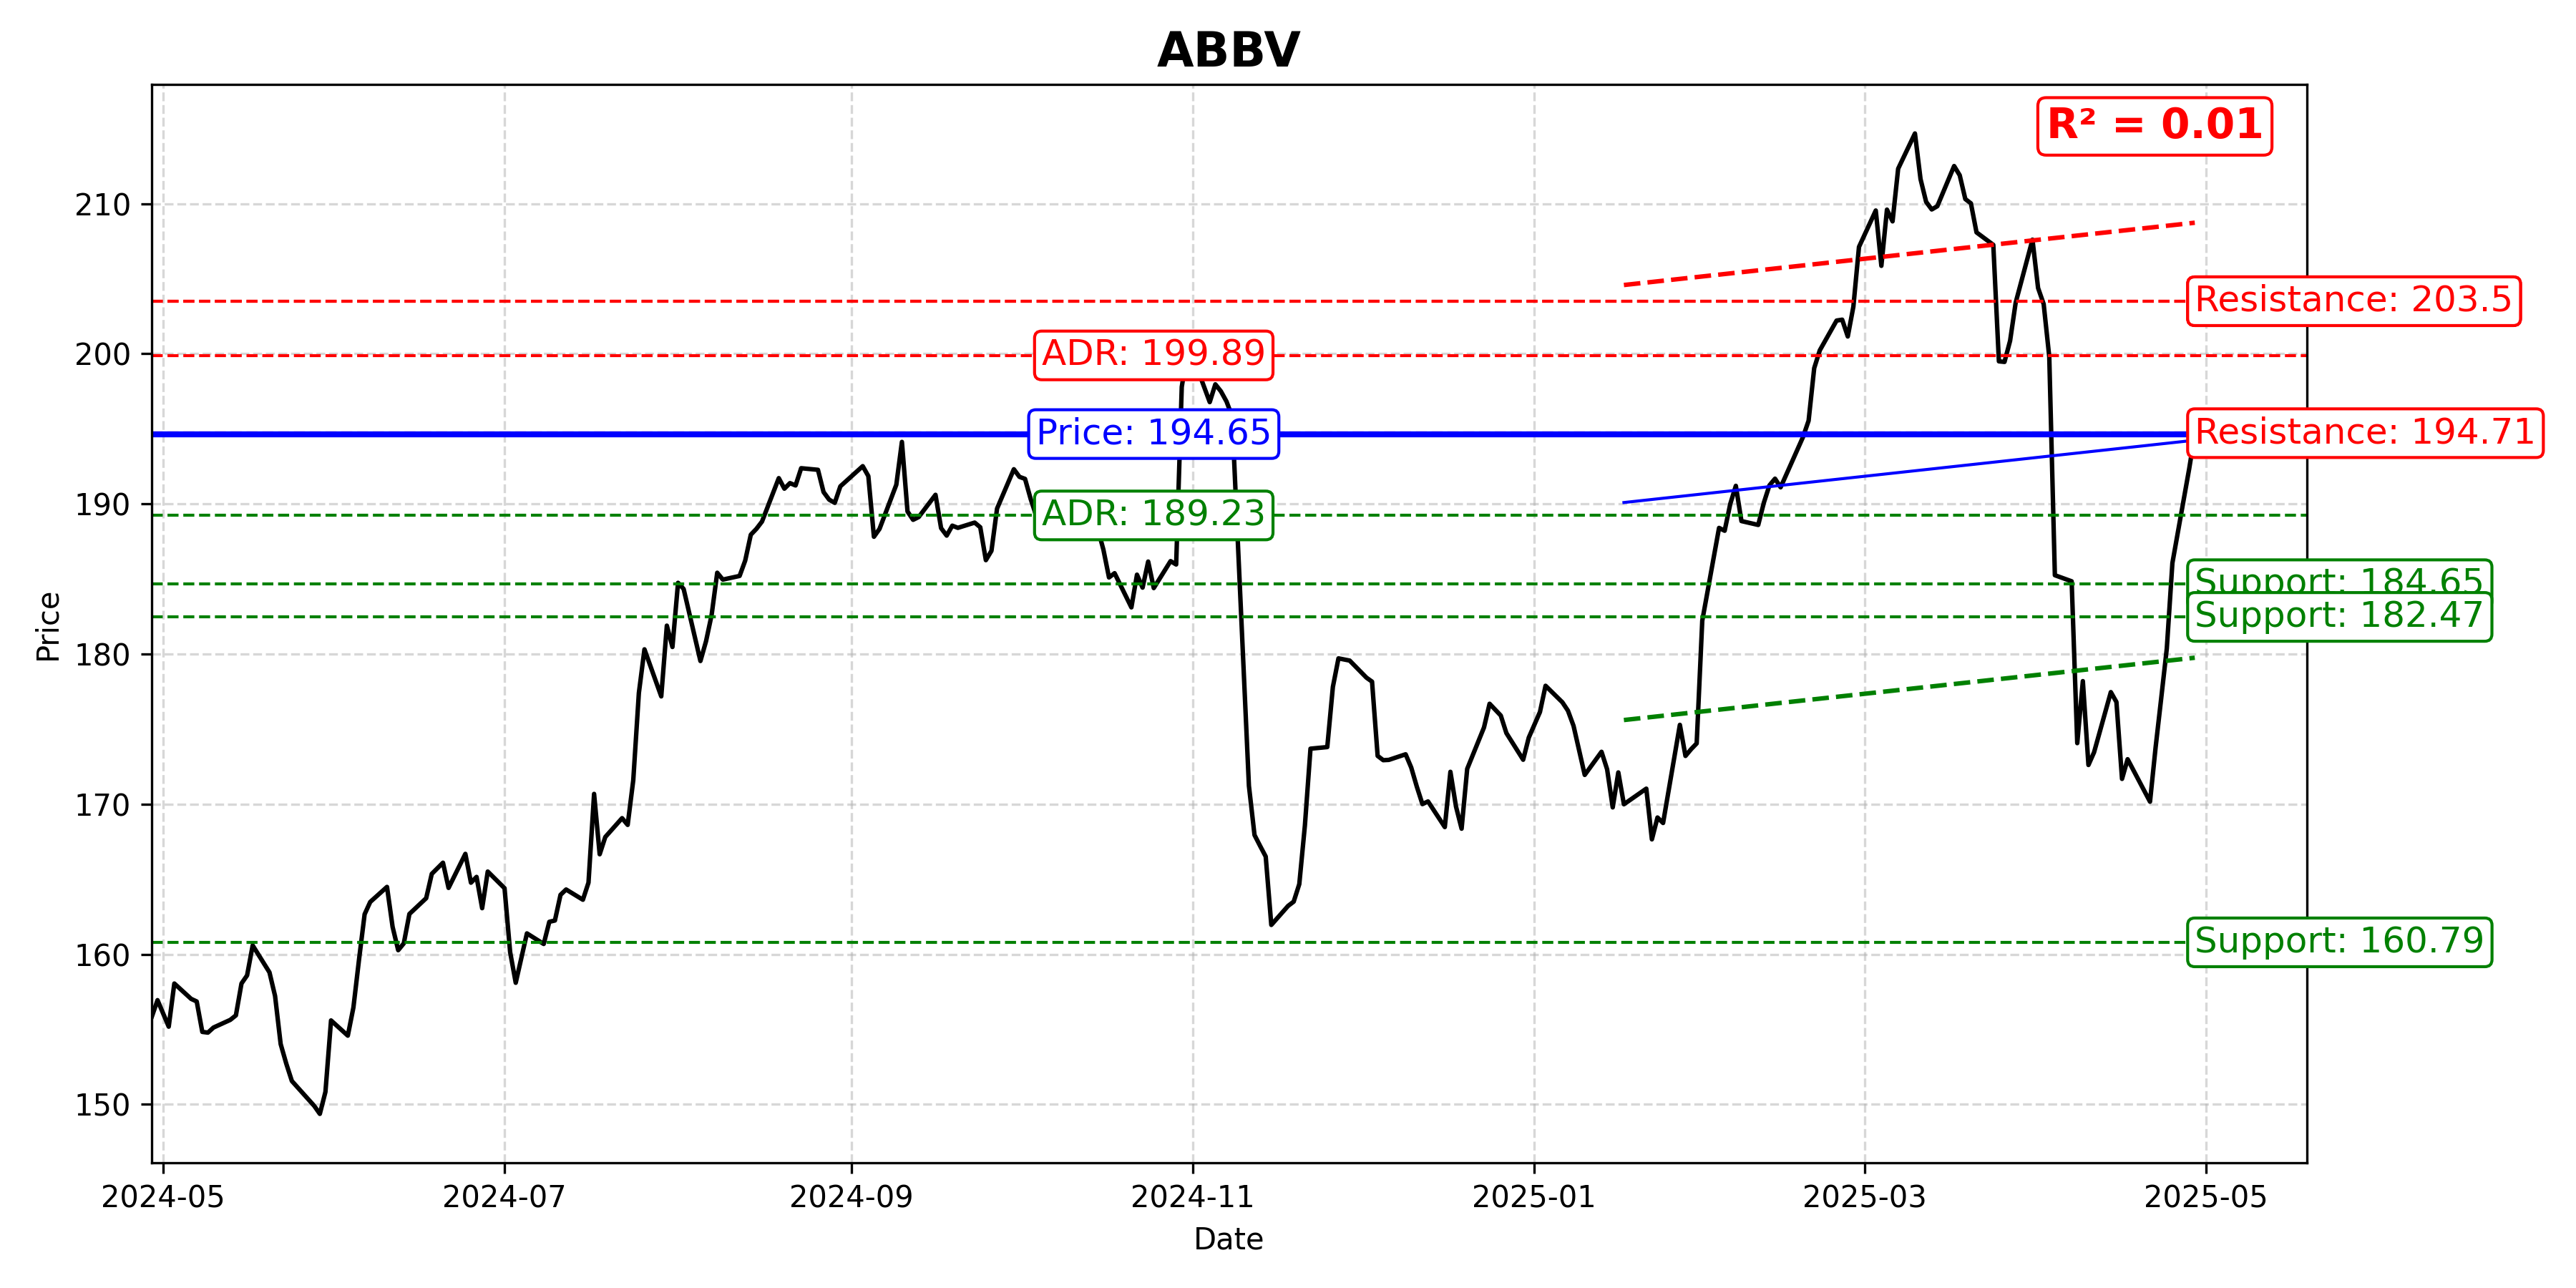 ABBV
R² = 0.01
210
200
190
180
170
160
150
Price
Resistance: 203.5
ADR: 199.89
Price: 194.65
Resistance: 194.71
ADR: 189.23
Support: 184.65
Support: 182.47
Support: 160.79
2024-05
2024-07
2024-09
2024-11
2025-01
2025-03
2025-05
Date